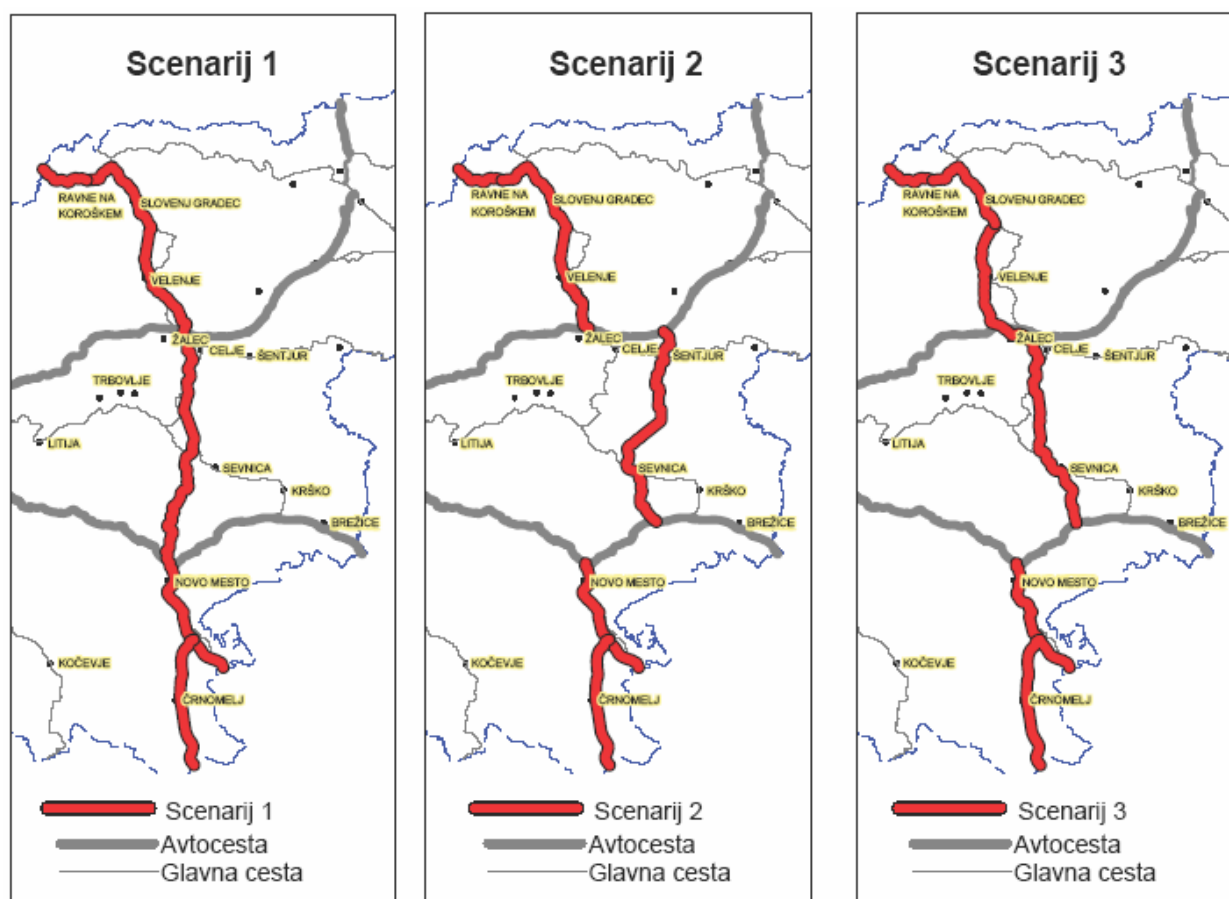 Scenarij 1
RAVNE NA
KOROŠKEM
SLOVENJ GRADEC
VELENJE
ŽALEC
CELJE
ŠENTJUR
TRBOVLJE
LITIJA
SEVNICA
KRŠKO
BREŽICE
NOVO MESTO
KOČEVJE
ČRNOMELJ
Scenarij 1
Avtocesta
Glavna cesta
Scenarij 2
RAVNE NA
KOROŠKEM
SLOVENJ GRADEC
VELENJE
ŽALEC
CELJE
ŠENTJUR
TRBOVLJE
LITIJA
SEVNICA
KRŠKO
BREŽICE
NOVO MESTO
KOČEVJE
ČRNOMELJ
Scenarij 2
Avtocesta
Glavna cesta
Scenarij 3
RAVNE NA
KOROŠKEM
SLOVENJ GRADEC
VELENJE
ŽALEC
CELJE
ŠENTJUR
TRBOVLJE
LITIJA
SEVNICA
KRŠKO
BREŽICE
NOVO MESTO
KOČEVJE
ČRNOMELJ
Scenarij 3
Avtocesta
Glavna cesta